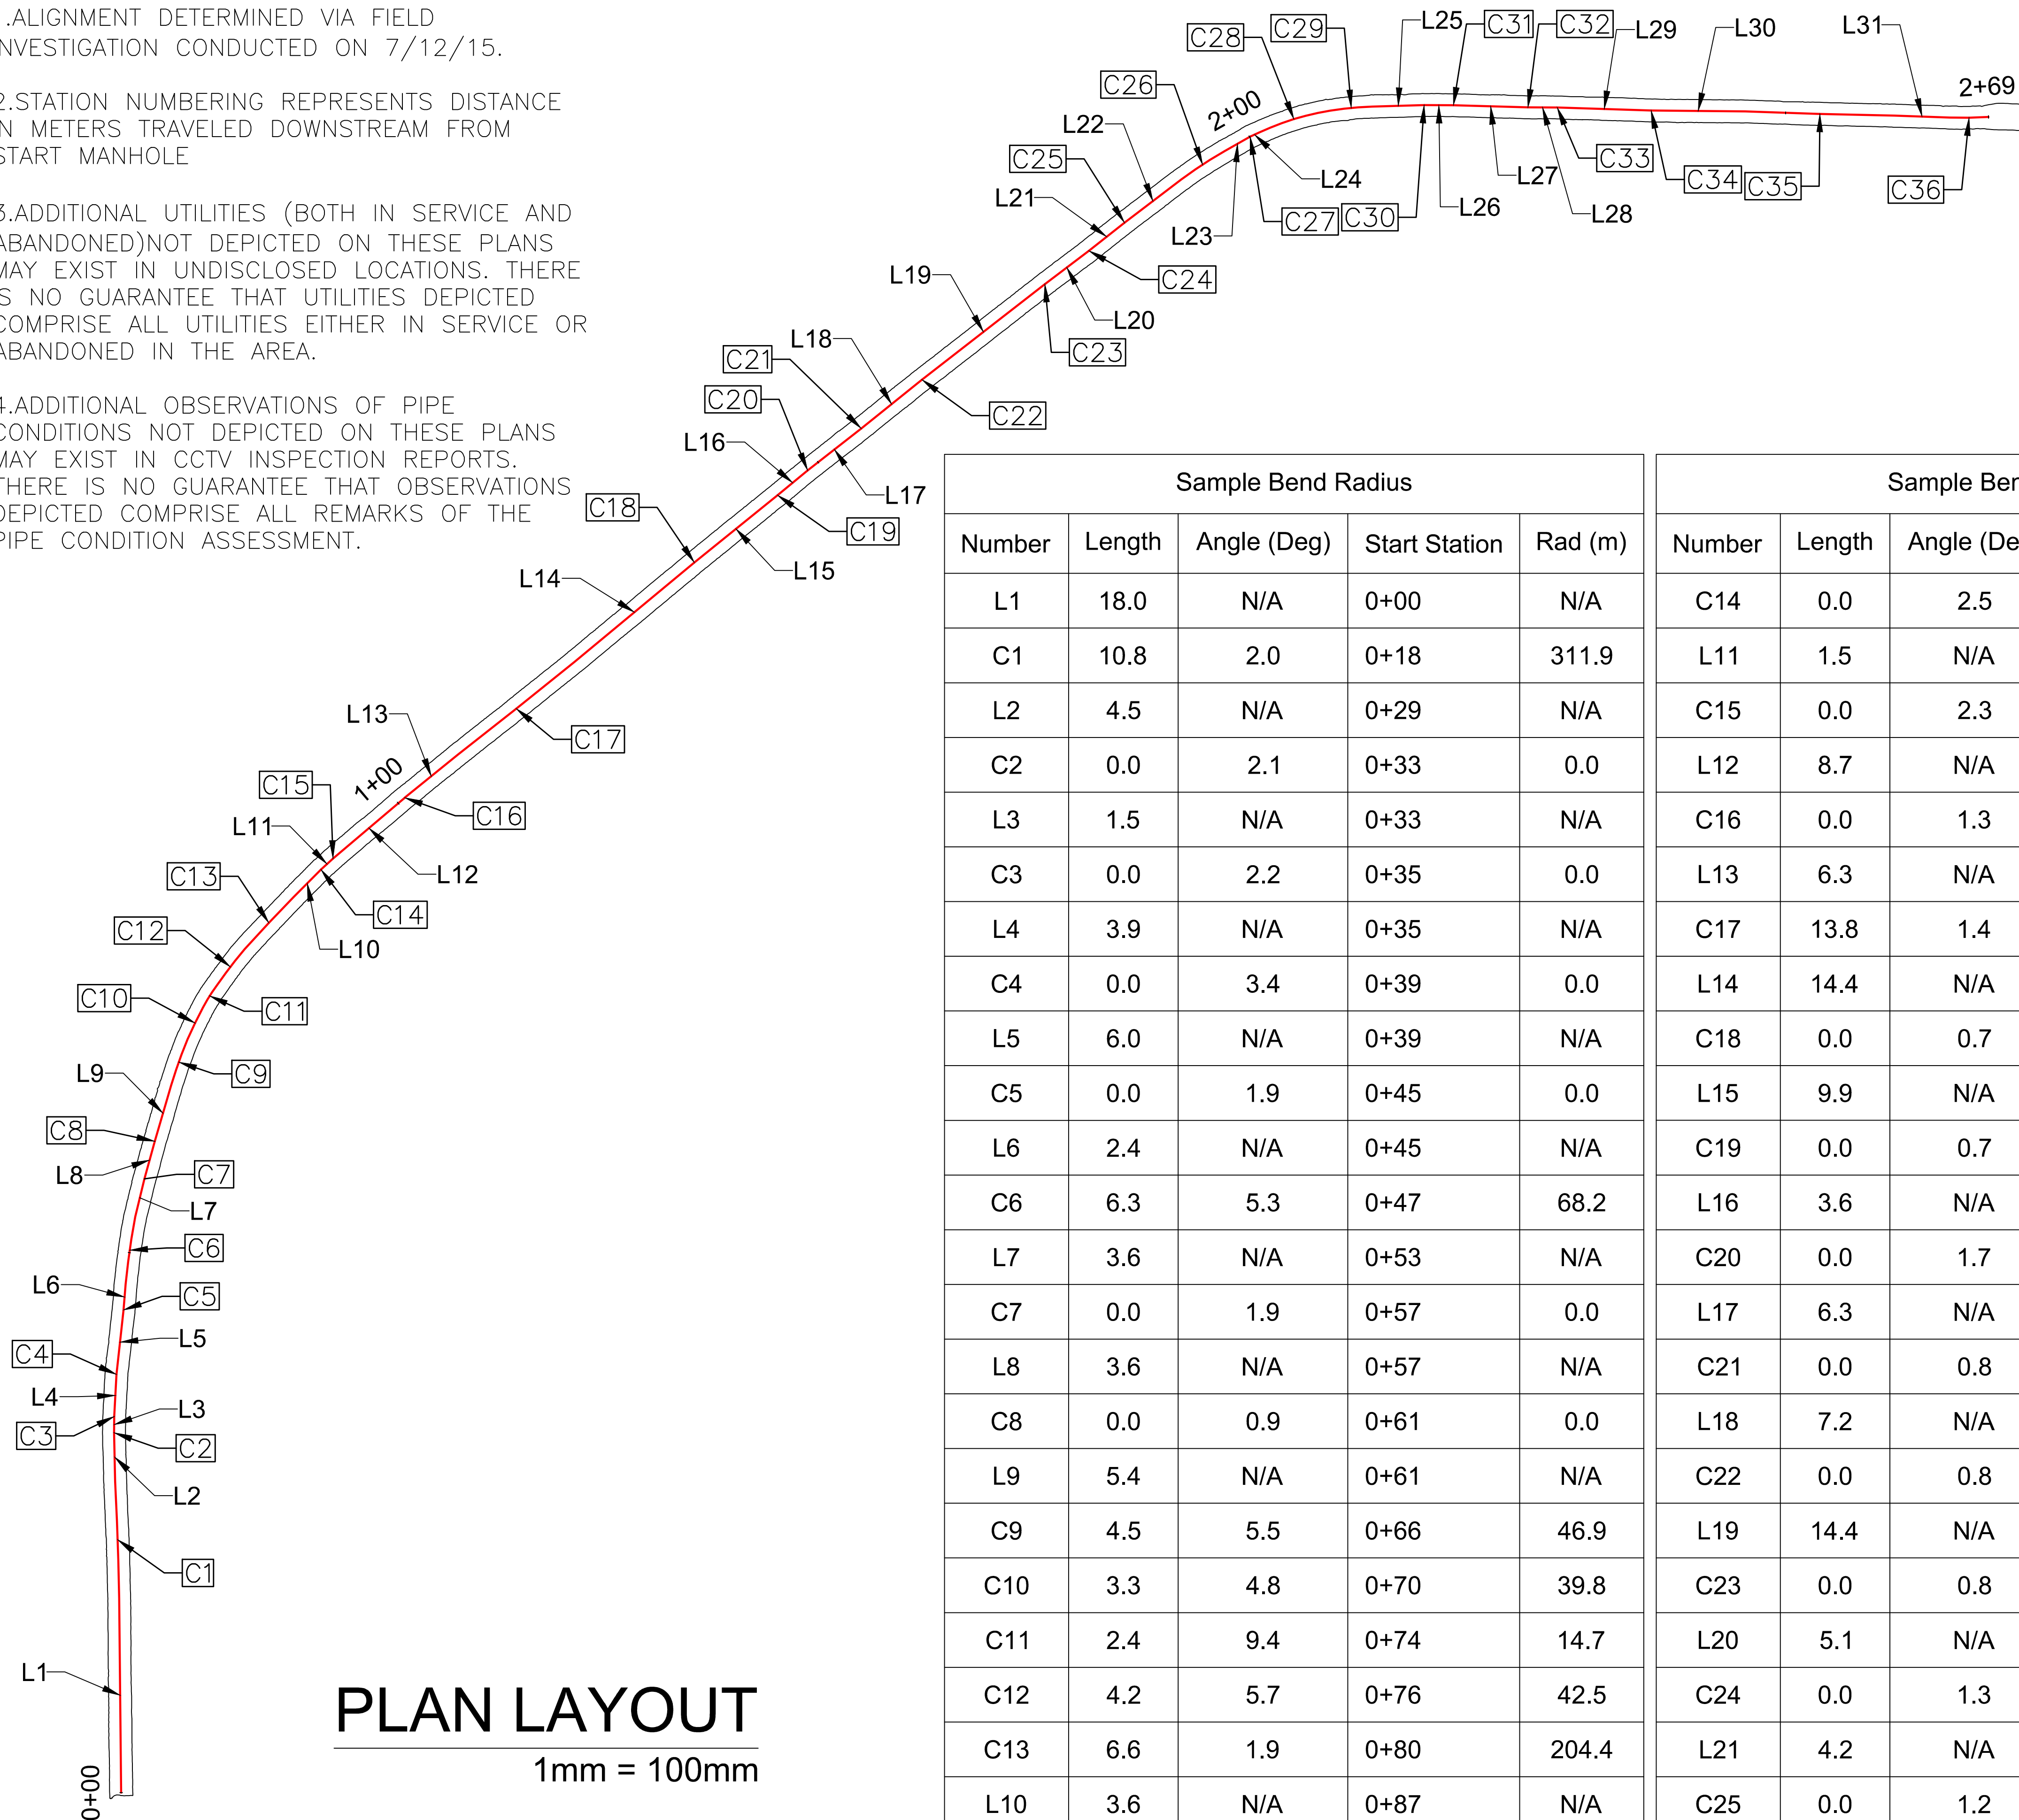 .ALIGNMENT DETERMINED VIA FIELD
NVESTIGATION CONDUCTED ON 7/12/15.
2.STATION NUMBERING REPRESENTS DISTANCE
N METERS TRAVELED DOWNSTREAM FROM
START MANHOLE
3.ADDITIONAL UTILITIES (BOTH IN SERVICE AND
ABANDONED)NOT DEPICTED ON THESE PLANS
MAY EXIST IN UNDISCLOSED LOCATIONS. THERE
S NO GUARANTEE THAT UTILITIES DEPICTED
COMPRISE ALL UTILITIES EITHER IN SERVICE OR
ABANDONED IN THE AREA.
4.ADDITIONAL OBSERVATIONS OF PIPE
CONDITIONS NOT DEPICTED ON THESE PLANS
MAY EXIST IN CCTV INSPECTION REPORTS.
THERE IS NO GUARANTEE THAT OBSERVATIONS
DEPICTED COMPRISE ALL REMARKS OF THE
PIPE CONDITION ASSESSMENT.
L25
C31
C32
L29
L30
L31
2+69
C29
C28
C26
2+00
L22
C25
L21
L24
C27
C30
L23
L26
L27
L28
C33
C34
C35
C36
L19
C24
L20
C23
L18
C21
C20
C22
L16
L17
C19
C18
L15
L14
L13
C17
1+00
C15
C16
L11
L12
C13
C14
C12
L10
C10
C11
L9
C9
C8
L8
C7
L7
C6
L6
C5
L5
C4
L4
L3
C3
C2
L2
C1
L1
0+00
PLAN LAYOUT
1mm = 100mm
Sample Bend Radius
Number Length Angle (Deg) Start Station Rad (m)
L1 18.0 N/A 0+00 N/A
C1 10.8 2.0 0+18 311.9
L2 4.5 N/A 0+29 N/A
C2 0.0 2.1 0+33 0.0
L3 1.5 N/A 0+33 N/A
C3 0.0 2.2 0+35 0.0
L4 3.9 N/A 0+35 N/A
C4 0.0 3.4 0+39 0.0
L5 6.0 N/A 0+39 N/A
C5 0.0 1.9 0+45 0.0
L6 2.4 N/A 0+45 N/A
C6 6.3 5.3 0+47 68.2
L7 3.6 N/A 0+53 N/A
C7 0.0 1.9 0+57 0.0
L8 3.6 N/A 0+57 N/A
C8 0.0 0.9 0+61 0.0
L9 5.4 N/A 0+61 N/A
C9 4.5 5.5 0+66 46.9
C10 3.3 4.8 0+70 39.8
C11 2.4 9.4 0+74 14.7
C12 4.2 5.7 0+76 42.5
C13 6.6 1.9 0+80 204.4
L10 3.6 N/A 0+87 N/A
Sample Ber
Number Length Angle (De
C14 0.0 2.5
L11 1.5 N/A
C15 0.0 2.3
L12 8.7 N/A
C16 0.0 1.3
L13 6.3 N/A
C17 13.8 1.4
L14 14.4 N/A
C18 0.0 0.7
L15 9.9 N/A
C19 0.0 0.7
L16 3.6 N/A
C20 0.0 1.7
L17 6.3 N/A
C21 0.0 0.8
L18 7.2 N/A
C22 0.0 0.8
L19 14.4 N/A
C23 0.0 0.8
L20 5.1 N/A
C24 0.0 1.3
L21 4.2 N/A
C25 0.0 1.2